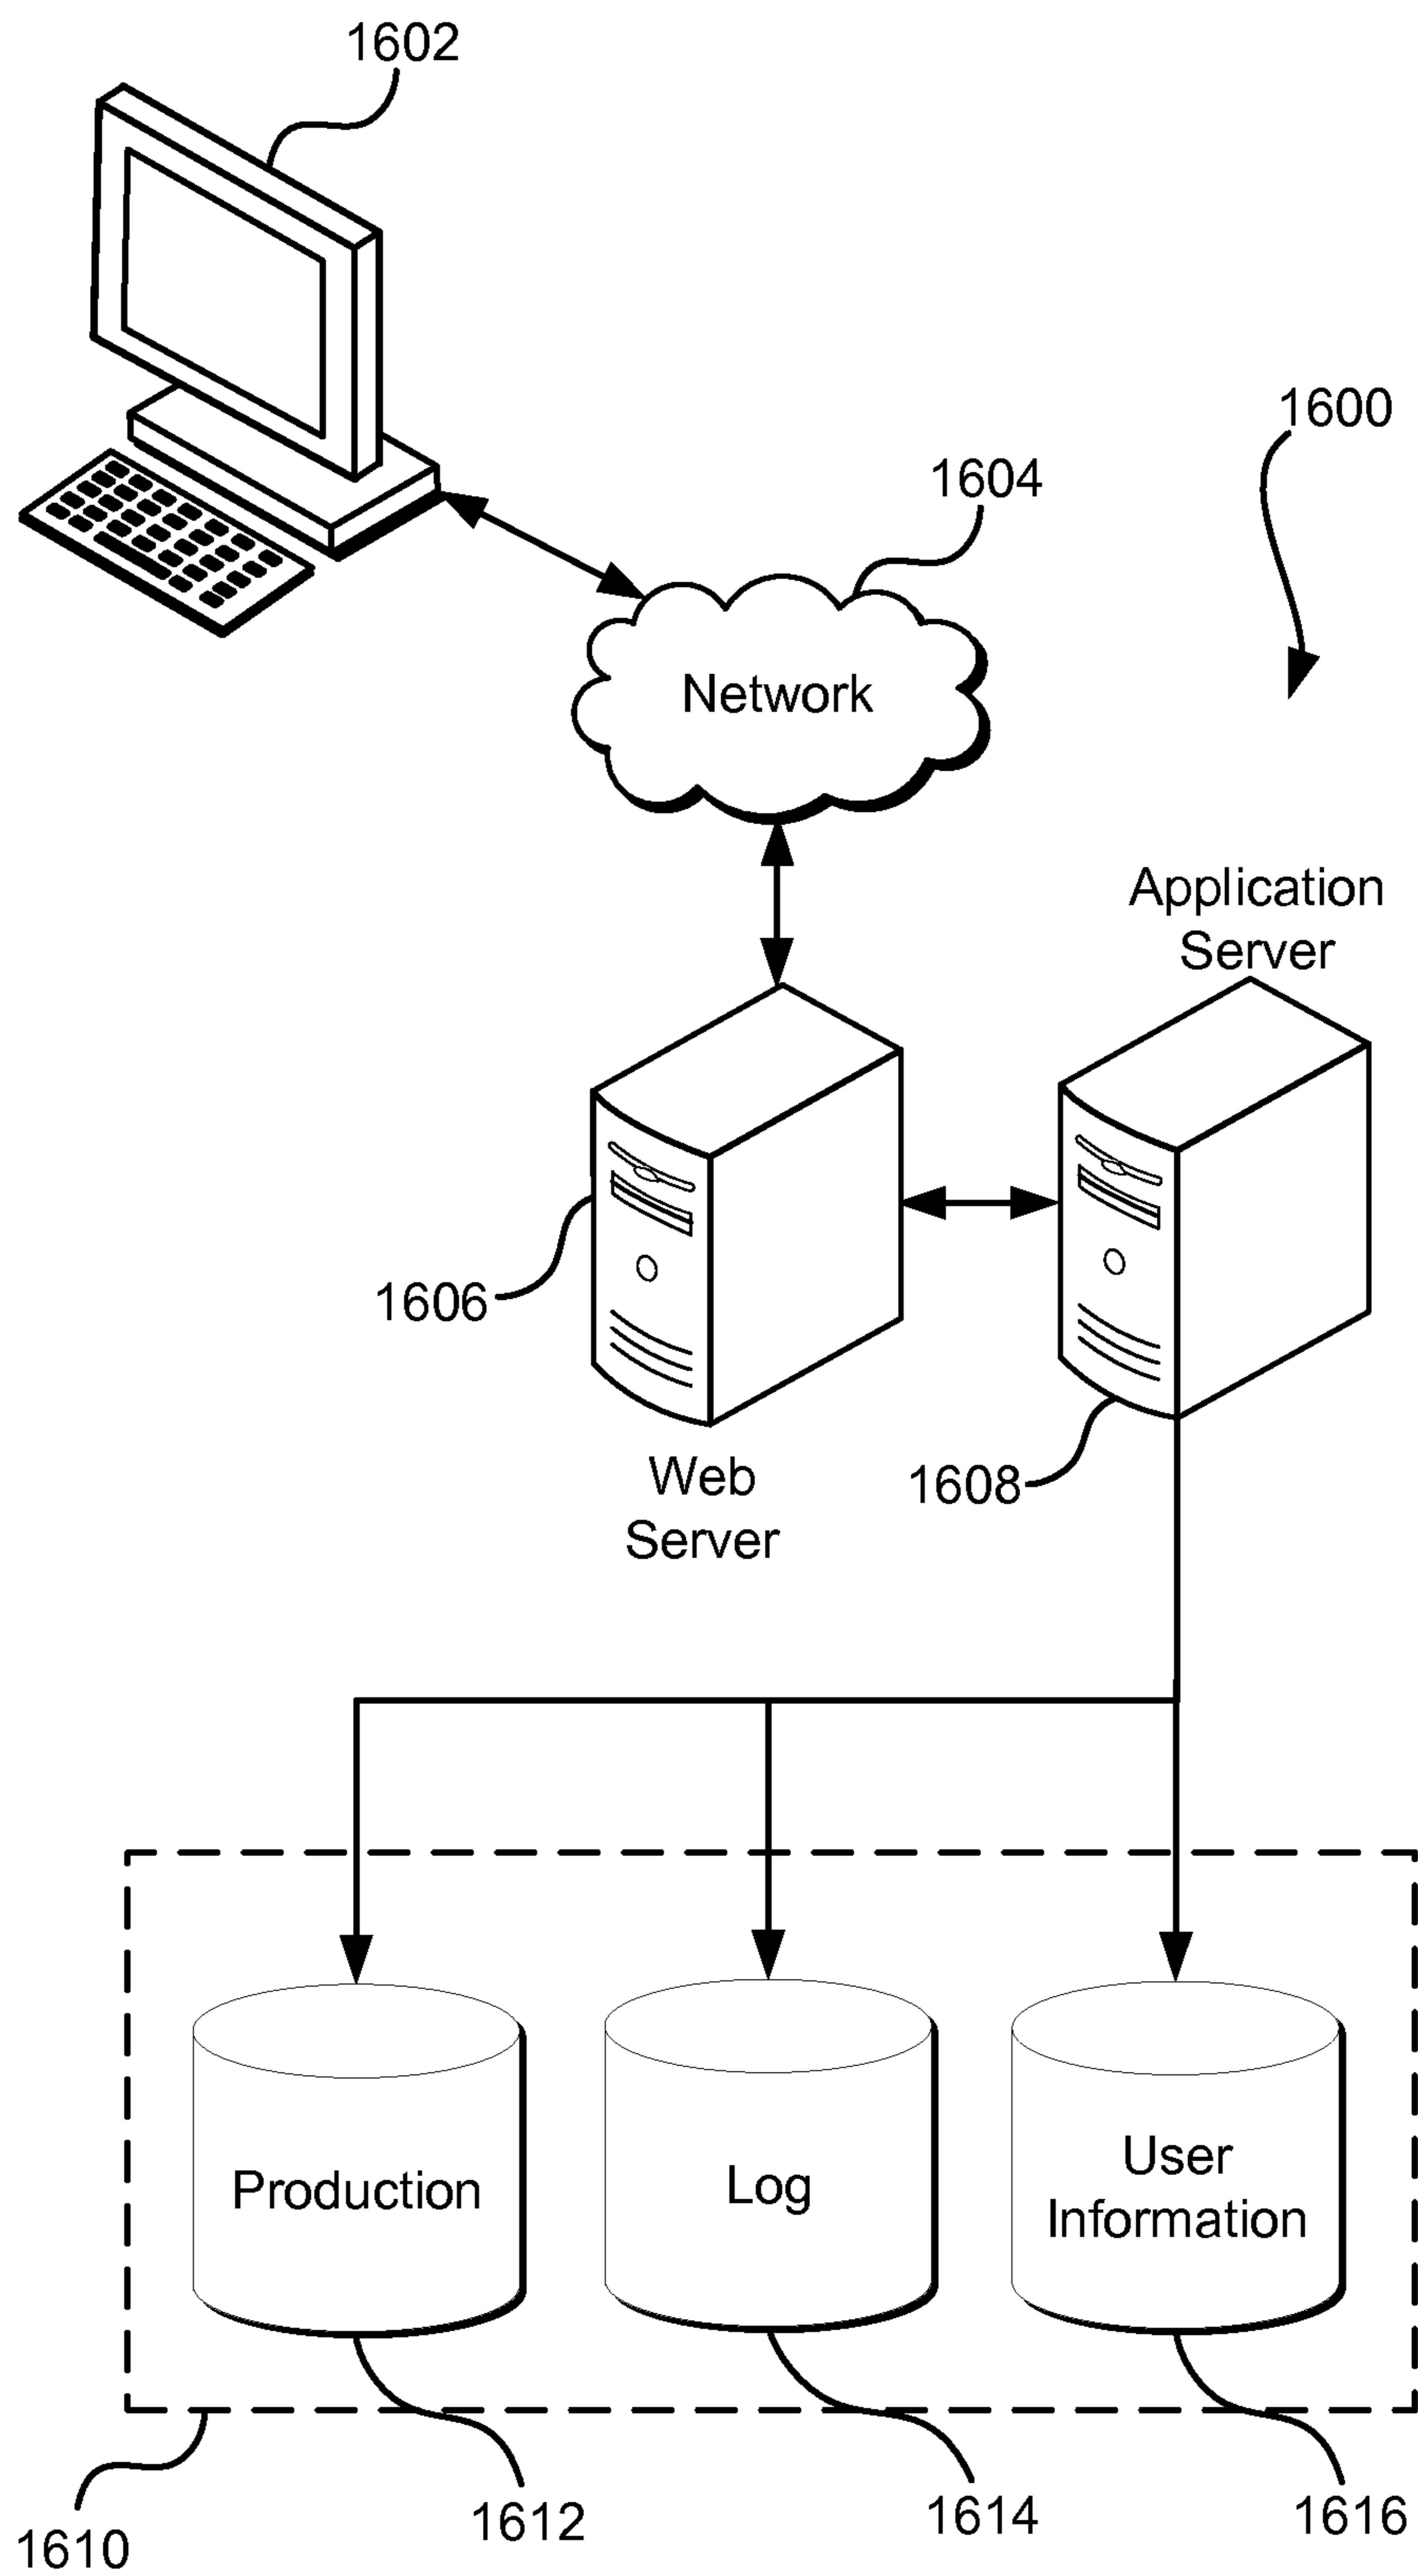 1602
1600
1604
Network
Application
Server
1606
1608
Web
Server
Production
Log
User
Information
1610
1612
1614
1616